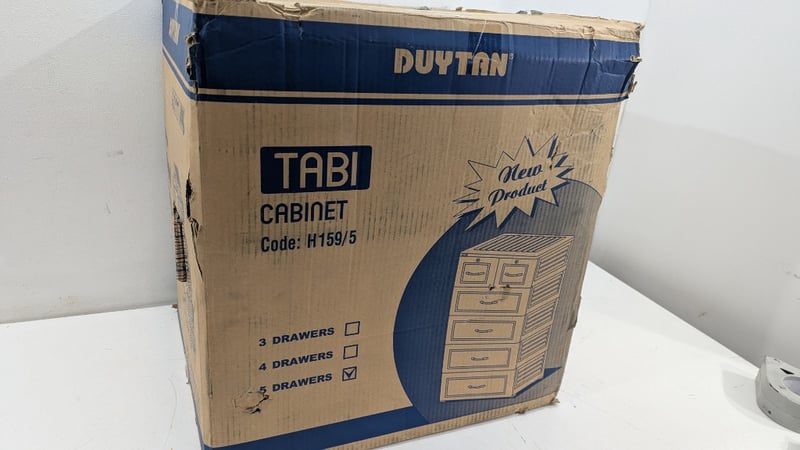 DUYTAN®
TABI
CABINET
Code: H159/5
New
Product
3 DRAWERS
4 DRAWERS
5 DRAWERS